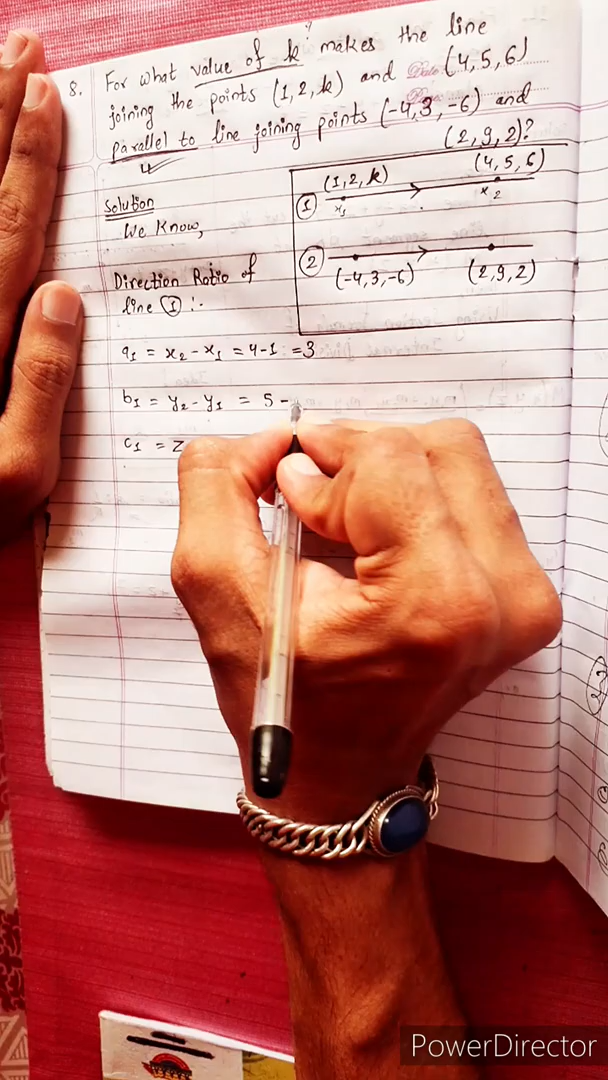 8. For what value of k makes the line
joining the points (1,2,k) and (4,5,6)
parallel to line joining points (-4,3,-6) and
(2,9,2)?
Solution
We Know,
(1,2,k) (4,5,6)
① x₁ x₂
②
(-4,3,-6) (2,9,2)
Direction Ratio of
line ① :-
a₁ = x₂ - x₁ = 4-1 = 3
b₁ = y₂ - y₁ = 5 -
c₁ = z
PowerDirector